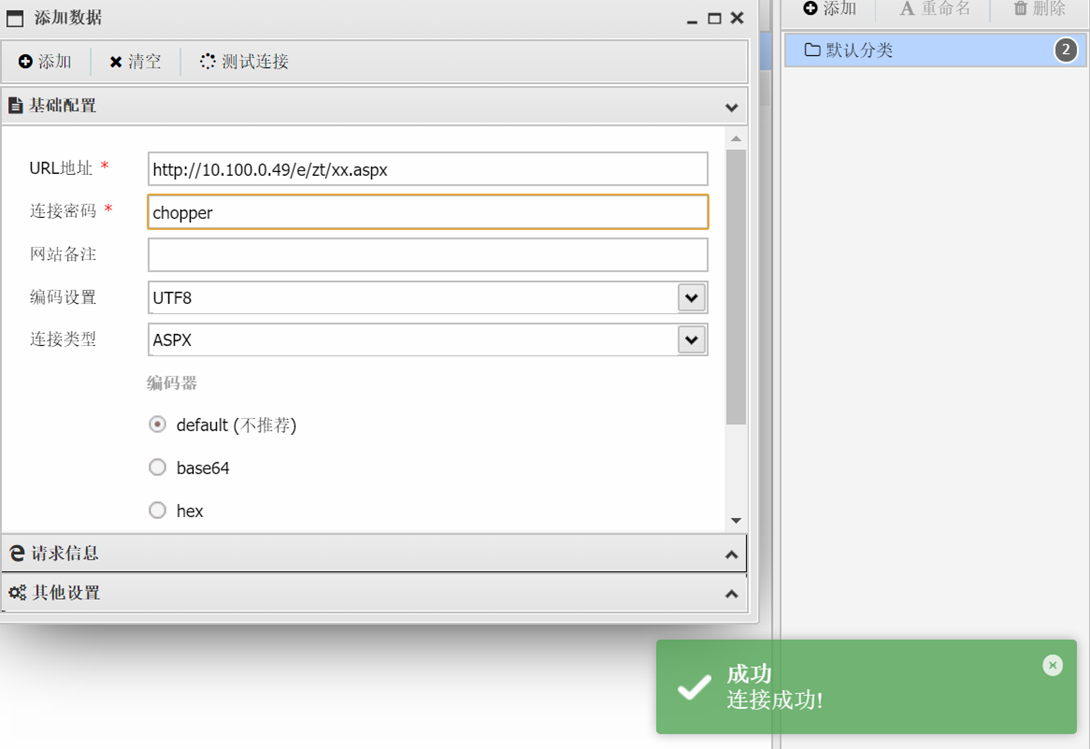 添加数据
添加 清空 测试连接
基础配置
URL地址 * http://10.100.0.49/e/zt/xx.aspx
连接密码 * chopper
网站备注
编码设置 UTF8
连接类型 ASPX
编码器
default (不推荐)
base64
hex
请求信息
其他设置
添加 A 重命名 删除
默认分类 2
成功
连接成功!